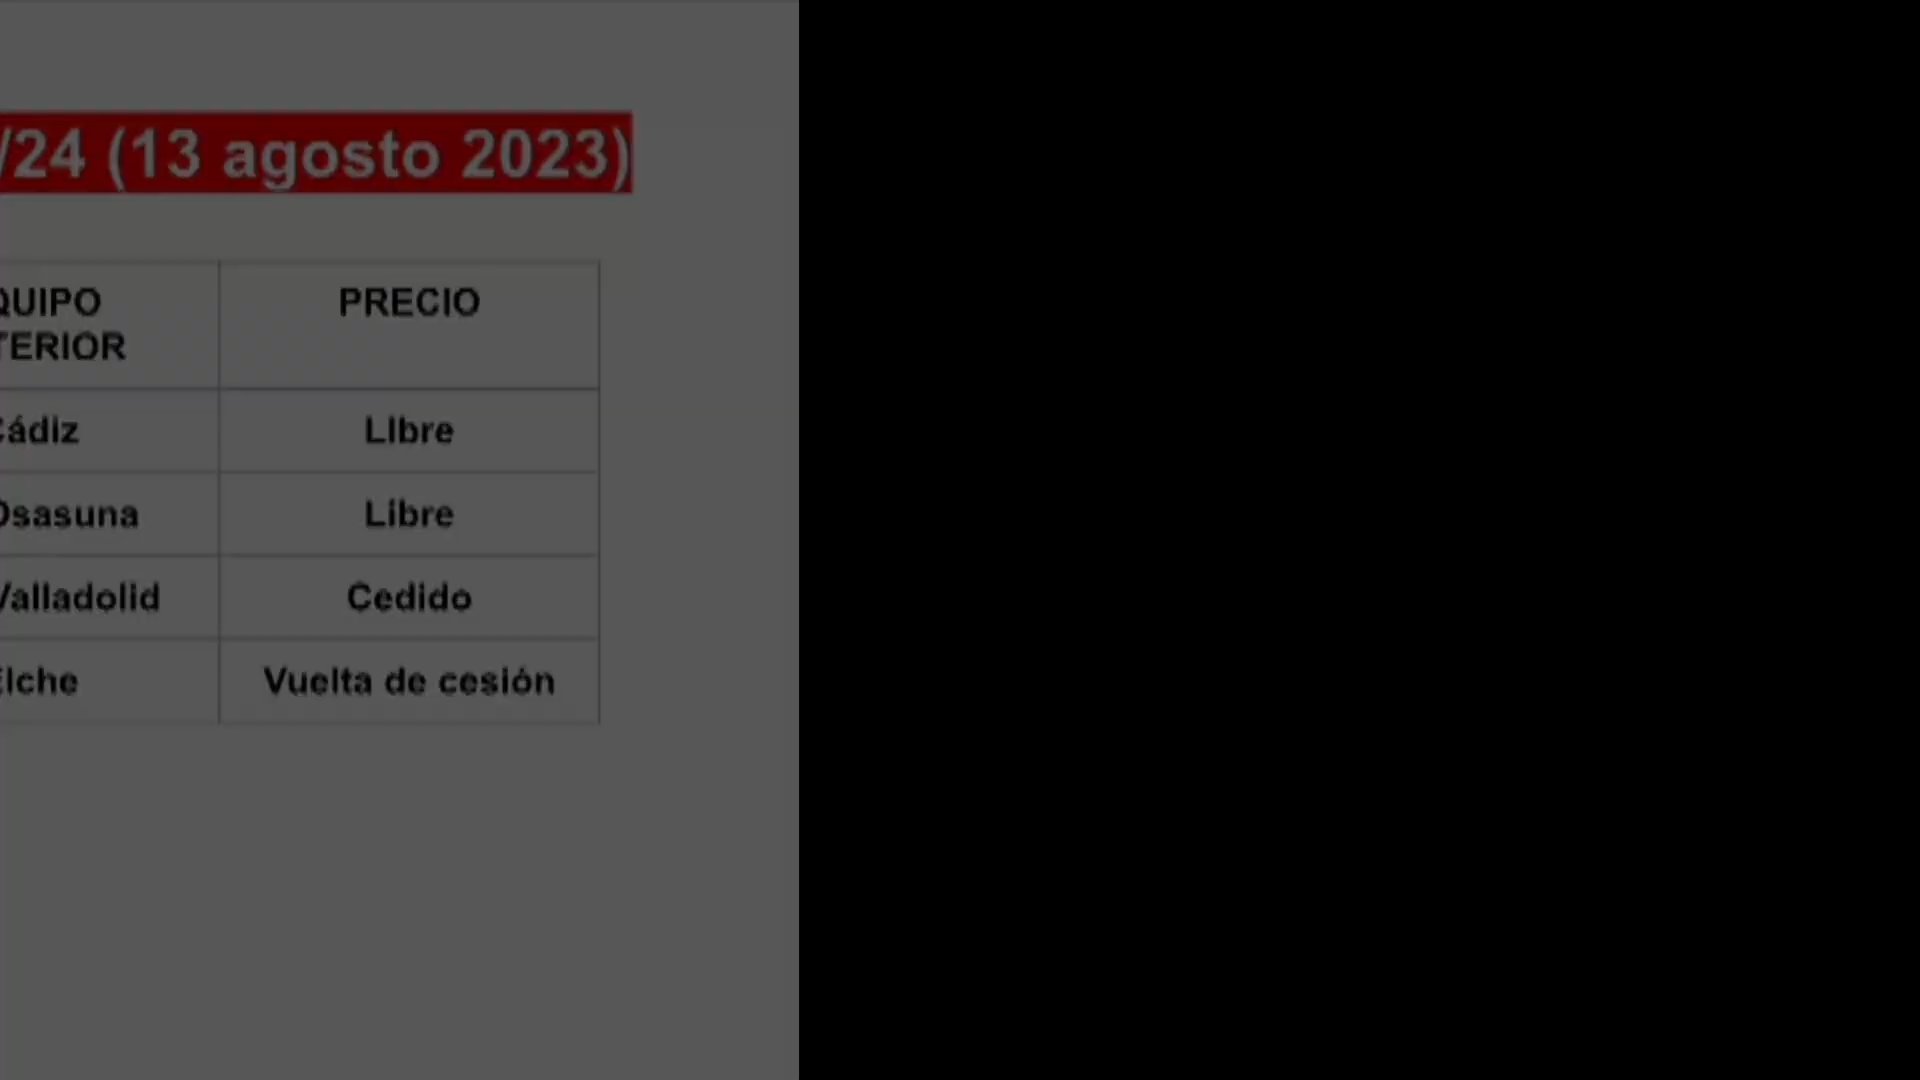 /24 (13 agosto 2023)
QUIPO
TERIOR
PRECIO
Cádiz
LIbre
Osasuna
Libre
Valladolid
Cedido
Elche
Vuelta de cesión